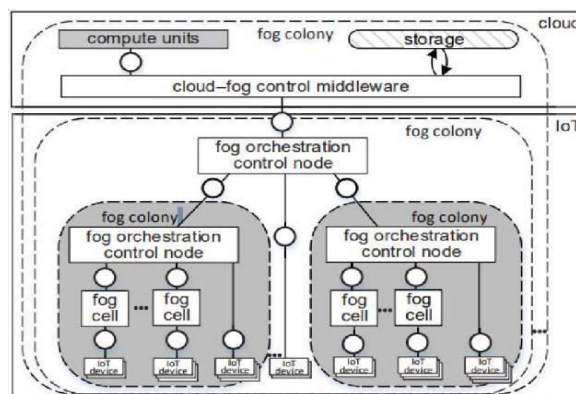 cloud
compute units
fog colony
storage
cloud–fog control middleware
fog colony
IoT
fog orchestration
control node
fog colony
fog orchestration
control node
fog colony
fog orchestration
control node
fog
cell
...
fog
cell
fog
cell
...
fog
cell
...
...
IoT
device
IoT
device
IoT
device
IoT
device
IoT
device
IoT
device
IoT
device